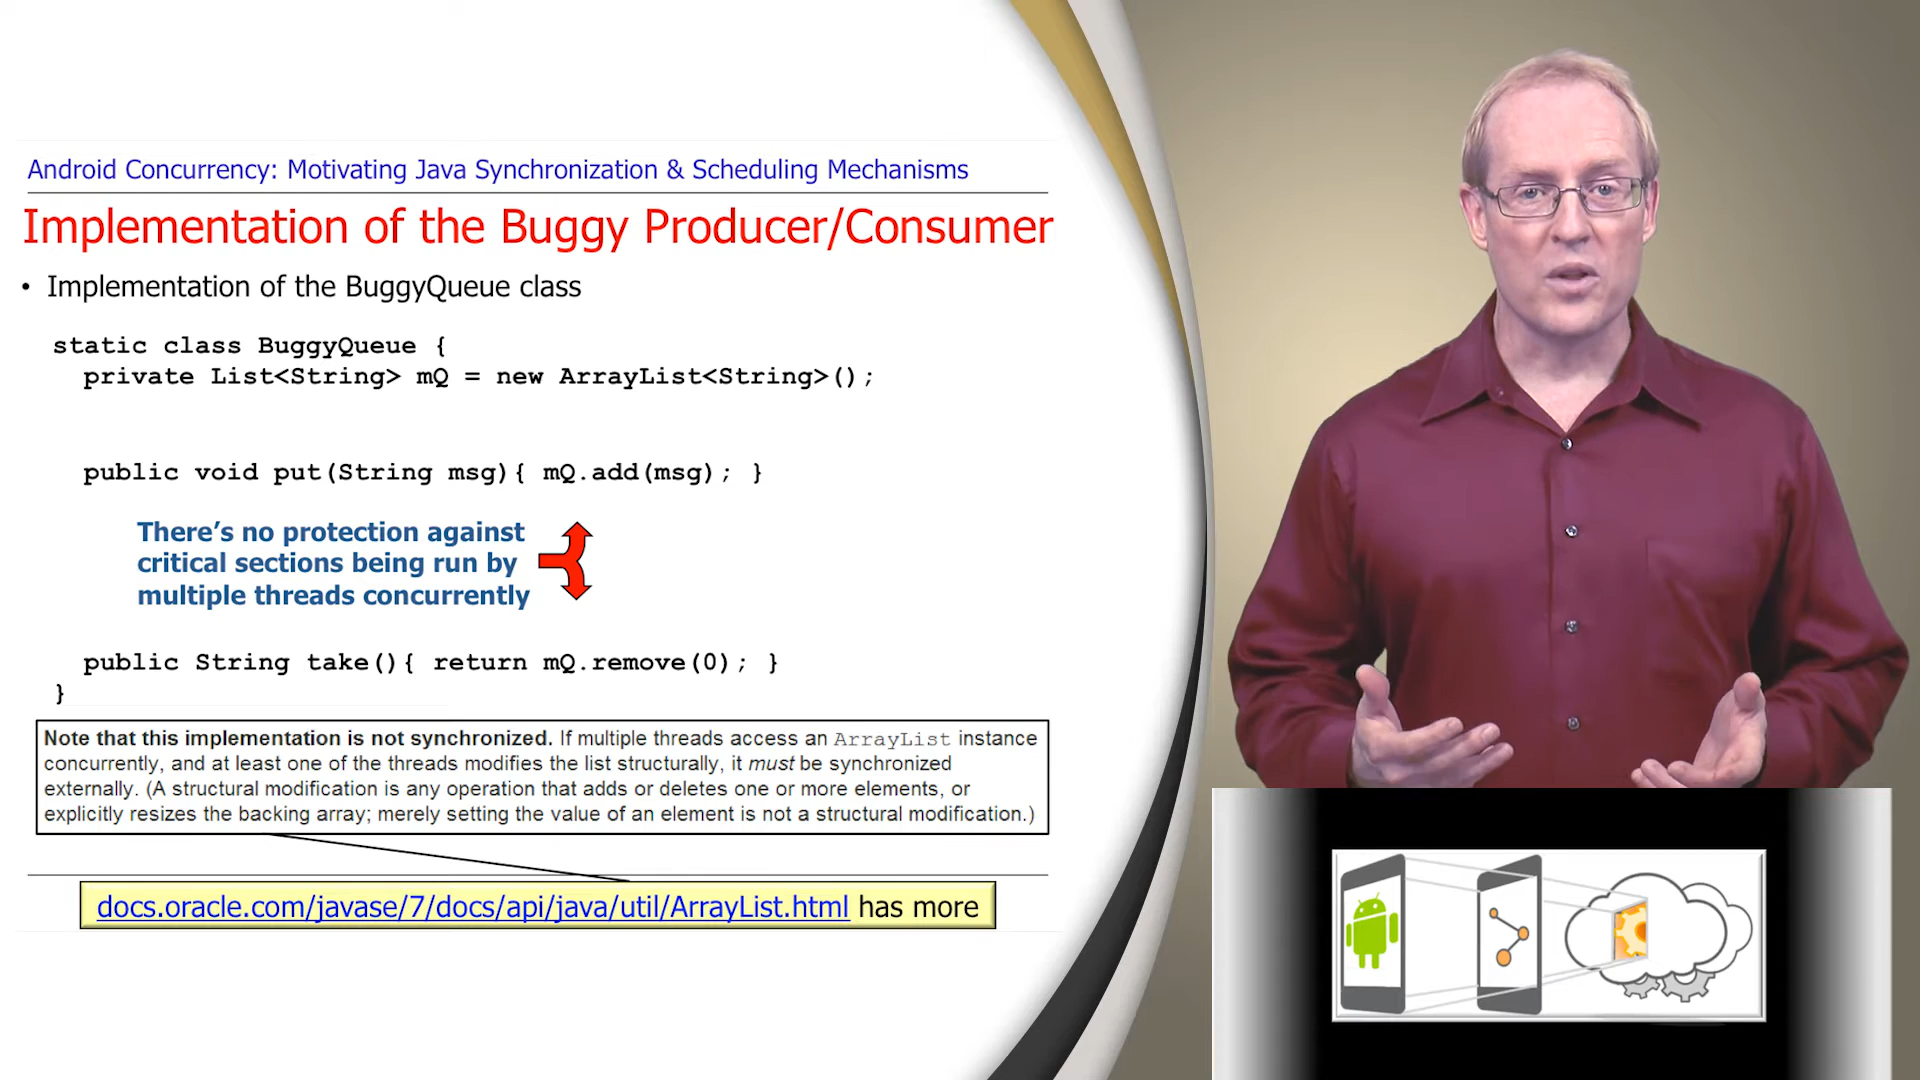 Android Concurrency: Motivating Java Synchronization & Scheduling Mechanisms
Implementation of the Buggy Producer/Consumer
• Implementation of the BuggyQueue class
static class BuggyQueue {
private List<String> mQ = new ArrayList<String>();
public void put(String msg){ mQ.add(msg); }
There's no protection against
critical sections being run by
multiple threads concurrently
public String take(){ return mQ.remove(0); }
}
Note that this implementation is not synchronized. If multiple threads access an ArrayList instance
concurrently, and at least one of the threads modifies the list structurally, it must be synchronized
externally. (A structural modification is any operation that adds or deletes one or more elements, or
explicitly resizes the backing array; merely setting the value of an element is not a structural modification.)
docs.oracle.com/javase/7/docs/api/java/util/ArrayList.html has more